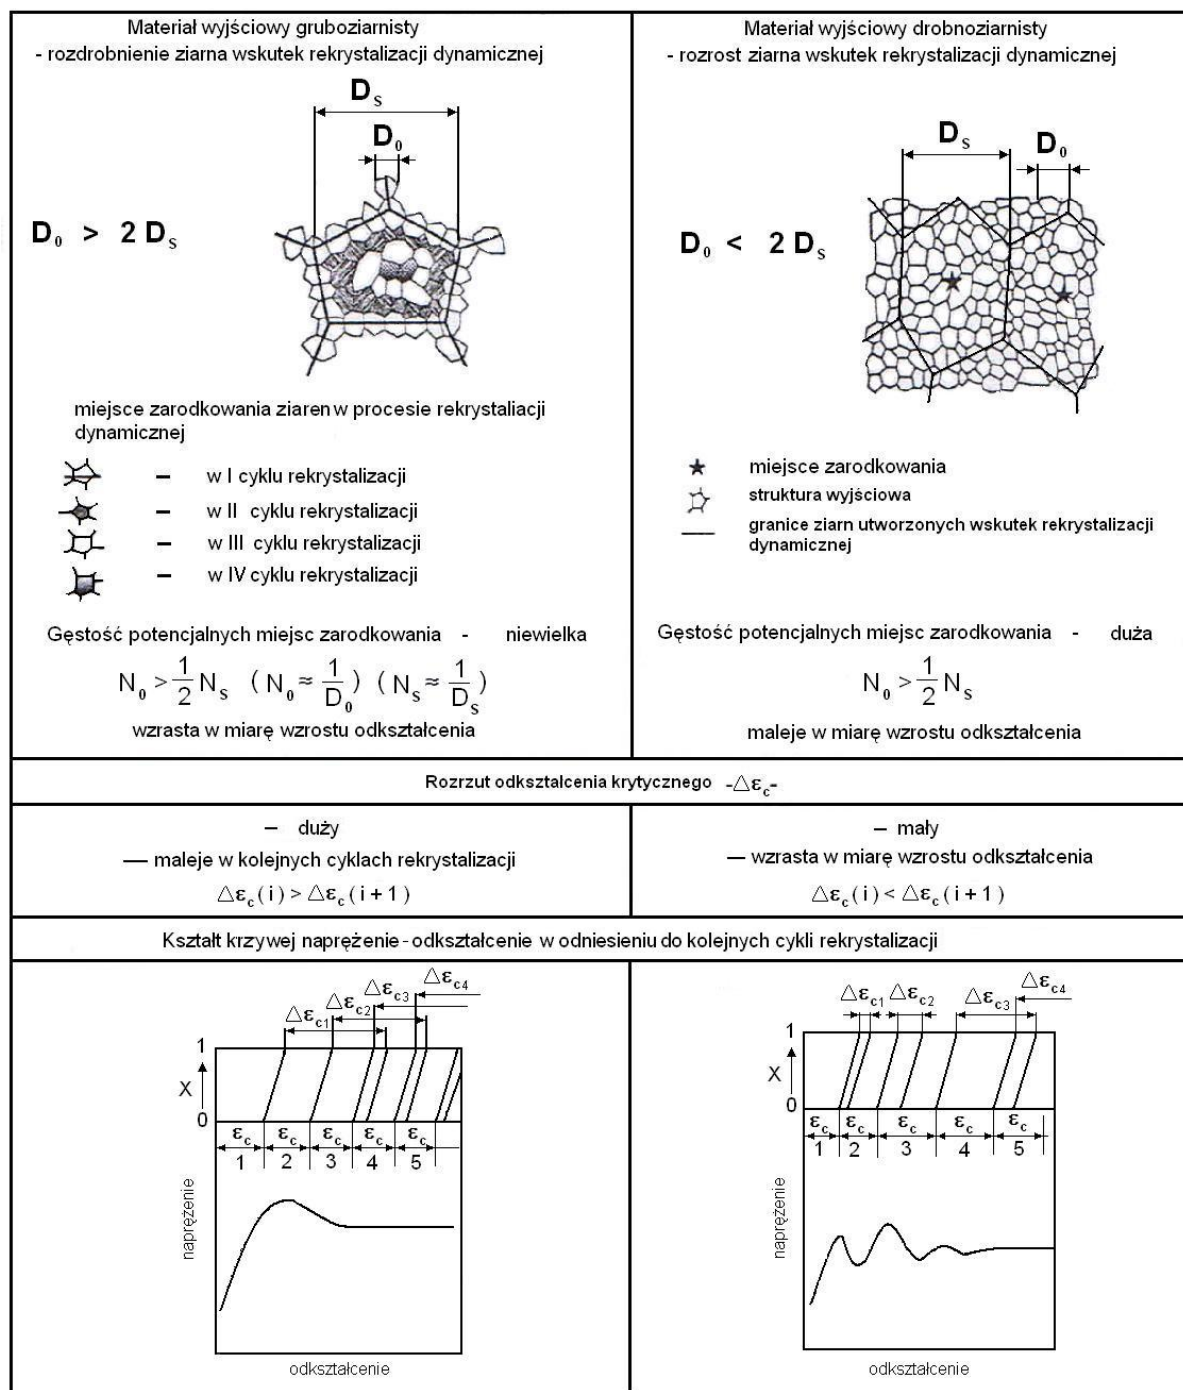 Materiał wyjściowy gruboziarnisty
- rozdrobnienie ziarna wskutek rekrystalizacji dynamicznej
D_s
D_0
D_0 > 2 D_s
miejsce zarodkowania ziaren w procesie rekrystaliacji
dynamicznej
– w I cyklu rekrystalizacji
– w II cyklu rekrystalizacji
– w III cyklu rekrystalizacji
– w IV cyklu rekrystalizacji
Gęstość potencjalnych miejsc zarodkowania - niewielka
N_0 > 1/2 N_s ( N_0 ≈ 1/D_0 ) ( N_s ≈ 1/D_s )
wzrasta w miarę wzrostu odkształcenia
Materiał wyjściowy drobnoziarnisty
- rozrost ziarna wskutek rekrystalizacji dynamicznej
D_s D_0
D_0 < 2 D_s
miejsce zarodkowania
struktura wyjściowa
granice ziarn utworzonych wskutek rekrystalizacji
dynamicznej
Gęstość potencjalnych miejsc zarodkowania - duża
N_0 > 1/2 N_s
maleje w miarę wzrostu odkształcenia
Rozrzut odkształcenia krytycznego -△ε_c-
– duży
— maleje w kolejnych cyklach rekrystalizacji
△ε_c (i) > △ε_c (i + 1)
– mały
— wzrasta w miarę wzrostu odkształcenia
△ε_c (i) < △ε_c (i + 1)
Kształt krzywej naprężenie - odkształcenie w odniesieniu do kolejnych cykli rekrystalizacji
△ε_c4
△ε_c3
△ε_c2
△ε_c1
1
X
0
ε_c ε_c ε_c ε_c ε_c
1 2 3 4 5
naprężenie
odkształcenie
△ε_c4
△ε_c1 △ε_c2 △ε_c3
1
X
0
ε_c ε_c ε_c ε_c ε_c
1 2 3 4 5
naprężenie
odkształcenie